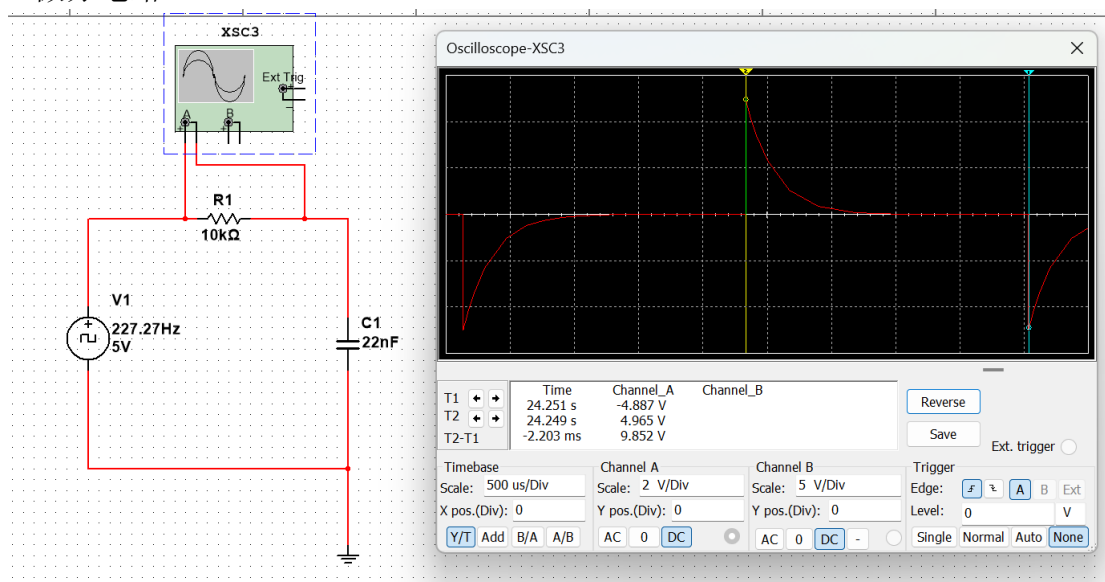 XSC3
Ext Trig
A
B
R1
10kΩ
V1
227.27Hz
5V
C1
22nF
Oscilloscope-XSC3
Time Channel_A Channel_B
T1 24.251 s -4.887 V
T2 24.249 s 4.965 V
T2-T1 -2.203 ms 9.852 V
Reverse
Save
Ext. trigger
Timebase Channel A Channel B Trigger
Scale: 500 us/Div Scale: 2 V/Div Scale: 5 V/Div Edge: A B Ext
X pos.(Div): 0 Y pos.(Div): 0 Y pos.(Div): 0 Level: 0 V
Y/T Add B/A A/B AC 0 DC AC 0 DC - Single Normal Auto None